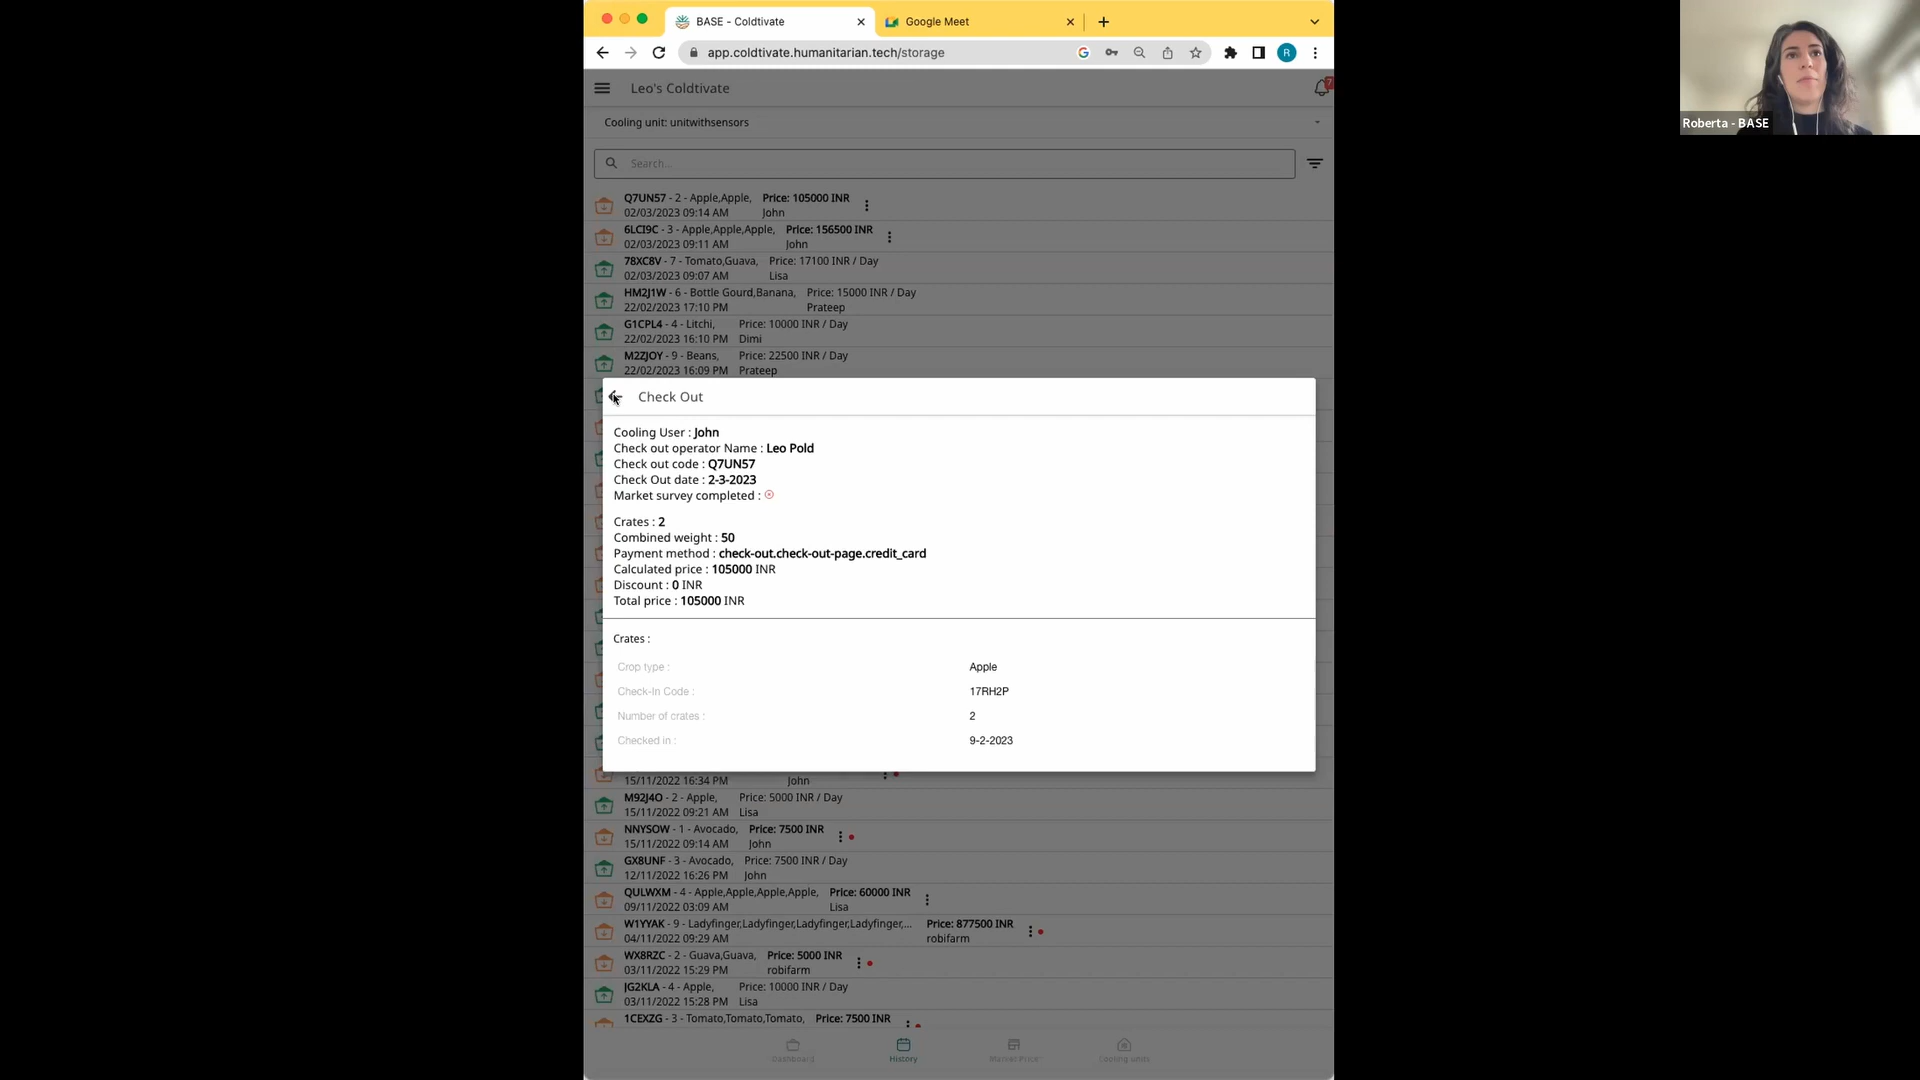 BASE - Coldtivate
Google Meet
app.coldtivate.humanitarian.tech/storage
R
Leo's Coldtivate
7
Cooling unit: unitwithsensors
Search...
Q7UN57 - 2 - Apple,Apple, Price: 105000 INR
02/03/2023 09:14 AM John
6LCI9C - 3 - Apple,Apple,Apple, Price: 156500 INR
02/03/2023 09:11 AM John
78XC8V - 7 - Tomato,Guava, Price: 17100 INR / Day
02/03/2023 09:07 AM Lisa
HM2J1W - 6 - Bottle Gourd,Banana, Price: 15000 INR / Day
22/02/2023 17:10 PM Prateep
G1CPL4 - 4 - Litchi, Price: 10000 INR / Day
22/02/2023 16:10 PM Dimi
M2ZJOY - 9 - Beans, Price: 22500 INR / Day
22/02/2023 16:09 PM Prateep
Check Out
Cooling User : John
Check out operator Name : Leo Pold
Check out code : Q7UN57
Check Out date : 2-3-2023
Market survey completed :
Crates : 2
Combined weight : 50
Payment method : check-out.check-out-page.credit_card
Calculated price : 105000 INR
Discount : 0 INR
Total price : 105000 INR
Crates :
Crop type : Apple
Check-In Code : 17RH2P
Number of crates : 2
Checked in : 9-2-2023
15/11/2022 16:34 PM John
M92J4O - 2 - Apple, Price: 5000 INR / Day
15/11/2022 09:21 AM Lisa
NNYSOW - 1 - Avocado, Price: 7500 INR
15/11/2022 09:14 AM John
GX8UNF - 3 - Avocado, Price: 7500 INR / Day
12/11/2022 16:26 PM John
QULWXM - 4 - Apple,Apple,Apple,Apple, Price: 60000 INR
09/11/2022 03:09 AM Lisa
W1YYAK - 9 - Ladyfinger,Ladyfinger,Ladyfinger,Ladyfinger,... Price: 877500 INR
04/11/2022 09:29 AM robifarm
WX8RZC - 2 - Guava,Guava, Price: 5000 INR
03/11/2022 15:29 PM robifarm
JG2KLA - 4 - Apple, Price: 10000 INR / Day
03/11/2022 15:28 PM Lisa
1CEXZG - 3 - Tomato,Tomato,Tomato, Price: 7500 INR
Dashboard History Market Price Cooling units
Roberta - BASE